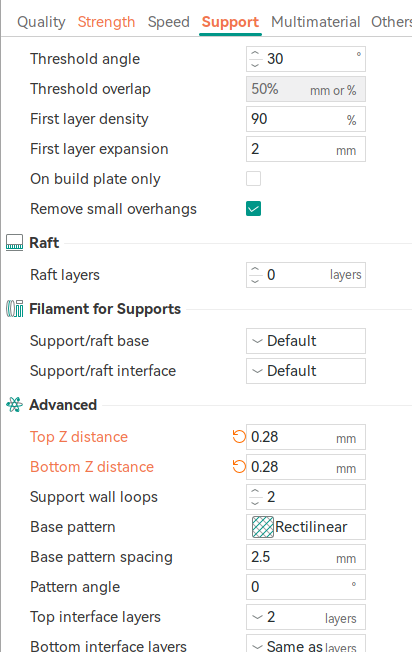 Quality Strength Speed Support Multimaterial Others
Threshold angle 30 °
Threshold overlap 50% mm or %
First layer density 90 %
First layer expansion 2 mm
On build plate only
Remove small overhangs
Raft
Raft layers 0 layers
Filament for Supports
Support/raft base Default
Support/raft interface Default
Advanced
Top Z distance 0.28 mm
Bottom Z distance 0.28 mm
Support wall loops 2
Base pattern Rectilinear
Base pattern spacing 2.5 mm
Pattern angle 0 °
Top interface layers 2 layers
Bottom interface layers Same as layers